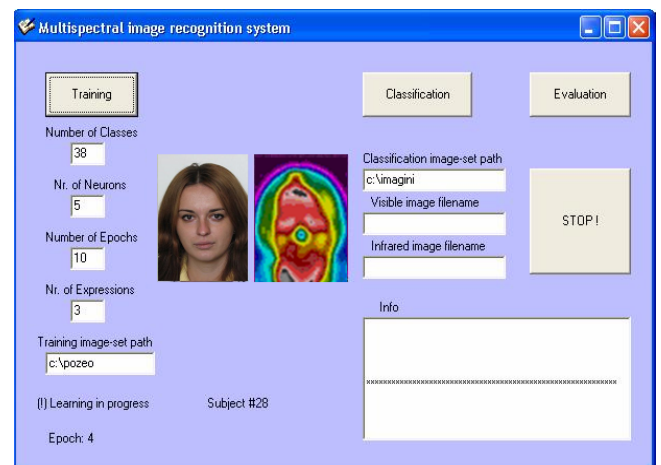 Multispectral image recognition system
Training
Classification
Evaluation
Number of Classes
38
Nr. of Neurons
5
Number of Epochs
10
Nr. of Expressions
3
Training image-set path
c:\pozeo
(!) Learning in progress
Subject #28
Epoch: 4
Classification image-set path
c:\imagini
Visible image filename
Infrared image filename
STOP!
Info